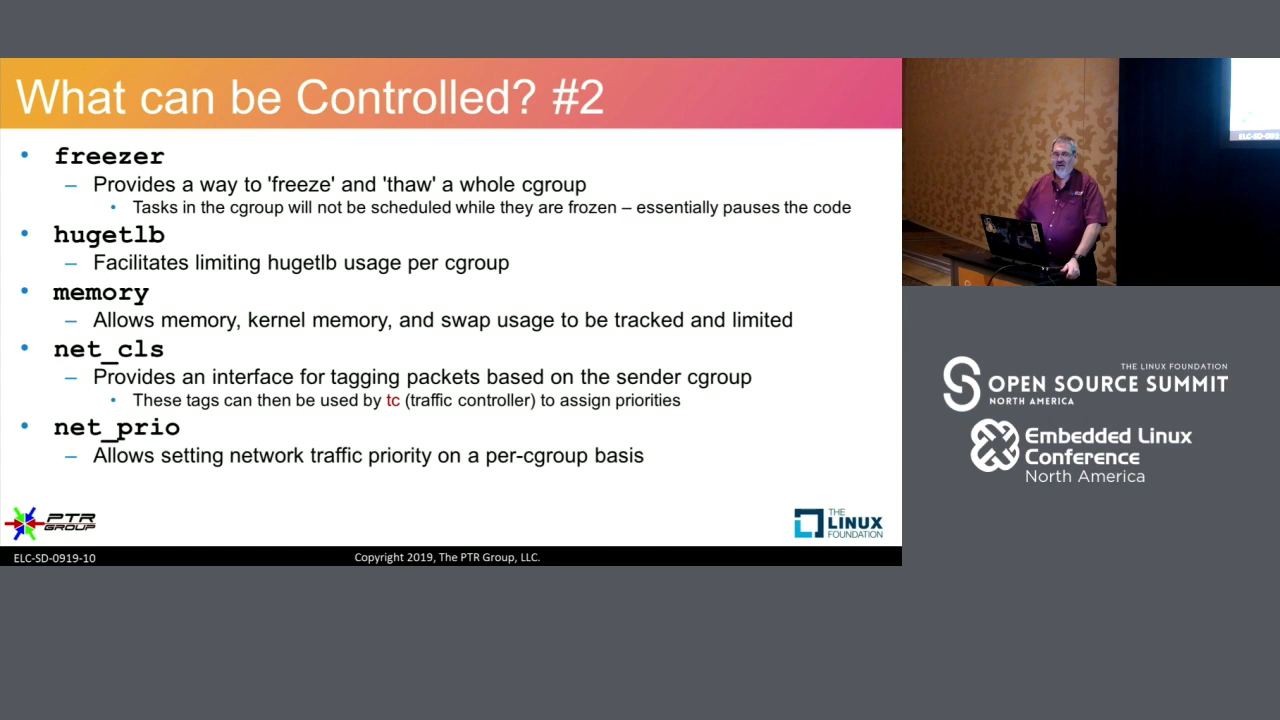 What can be Controlled? #2
• freezer
– Provides a way to 'freeze' and 'thaw' a whole cgroup
• Tasks in the cgroup will not be scheduled while they are frozen – essentially pauses the code
• hugetlb
– Facilitates limiting hugetlb usage per cgroup
• memory
– Allows memory, kernel memory, and swap usage to be tracked and limited
• net_cls
– Provides an interface for tagging packets based on the sender cgroup
• These tags can then be used by tc (traffic controller) to assign priorities
• net_prio
– Allows setting network traffic priority on a per-cgroup basis
PTR
GROUP
THE
LINUX
FOUNDATION
ELC-SD-0919-10
Copyright 2019, The PTR Group, LLC.
ELC-SD-091
THE LINUX FOUNDATION
OPEN SOURCE SUMMIT
NORTH AMERICA
Embedded Linux
Conference
North America